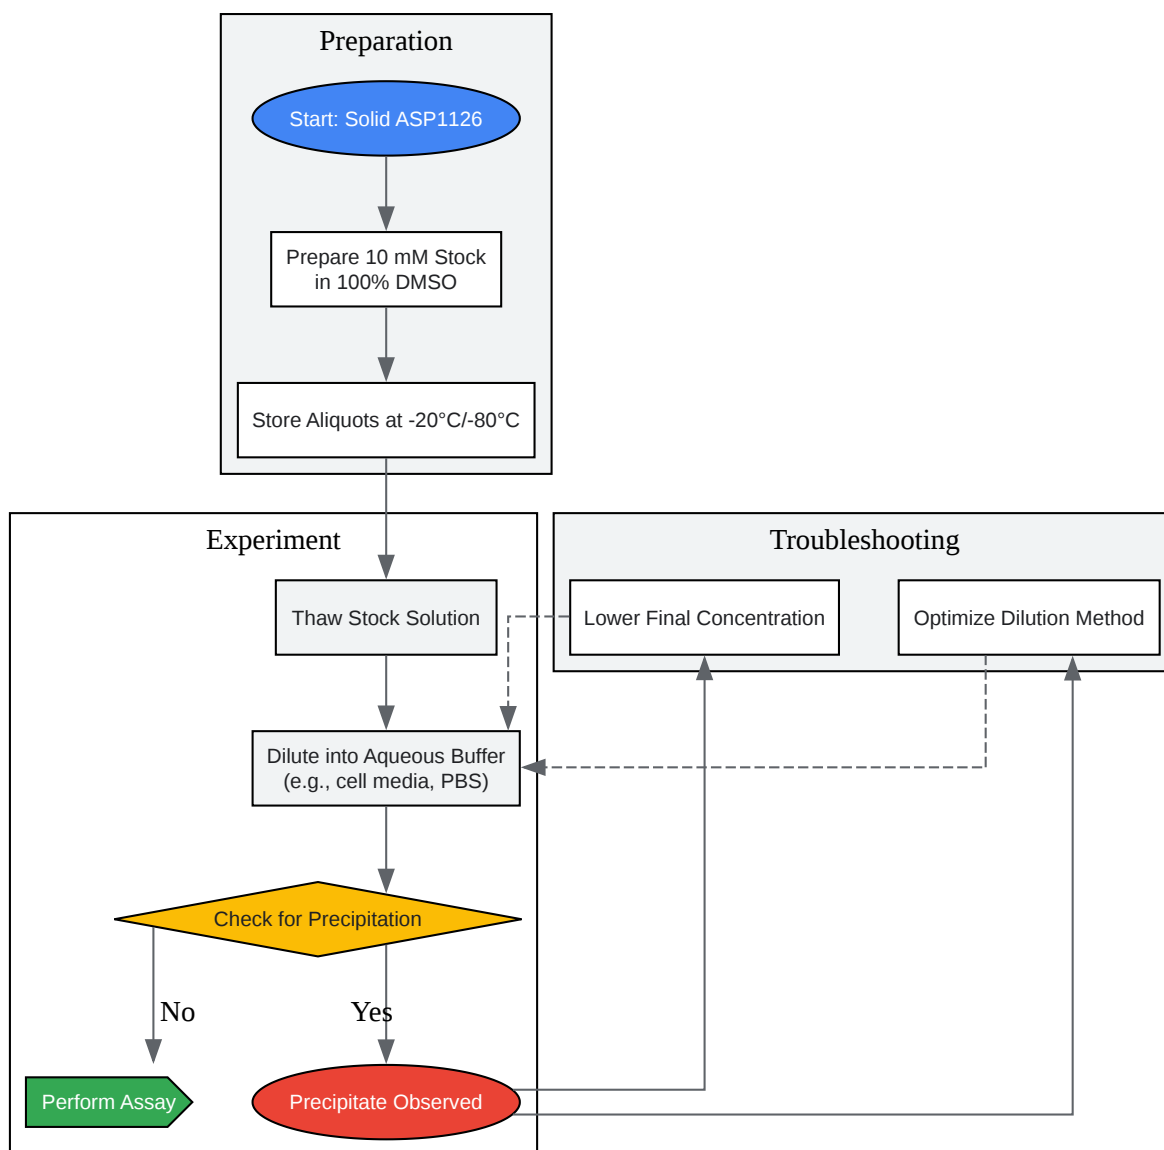 Preparation
Start: Solid ASP1126
Prepare 10 mM Stock
in 100% DMSO
Store Aliquots at -20°C/-80°C
Experiment
Thaw Stock Solution
Dilute into Aqueous Buffer
(e.g., cell media, PBS)
Check for Precipitation
No
Yes
Perform Assay
Precipitate Observed
Troubleshooting
Lower Final Concentration
Optimize Dilution Method